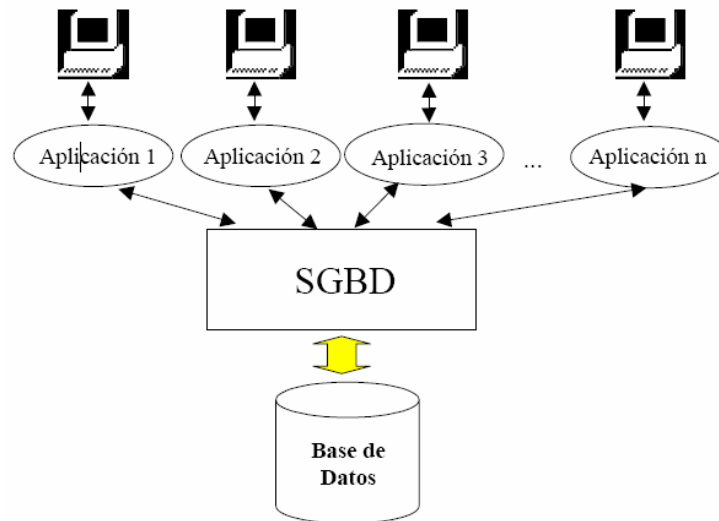 Aplicación 1
Aplicación 2
Aplicación 3
...
Aplicación n
SGBD
Base de
Datos